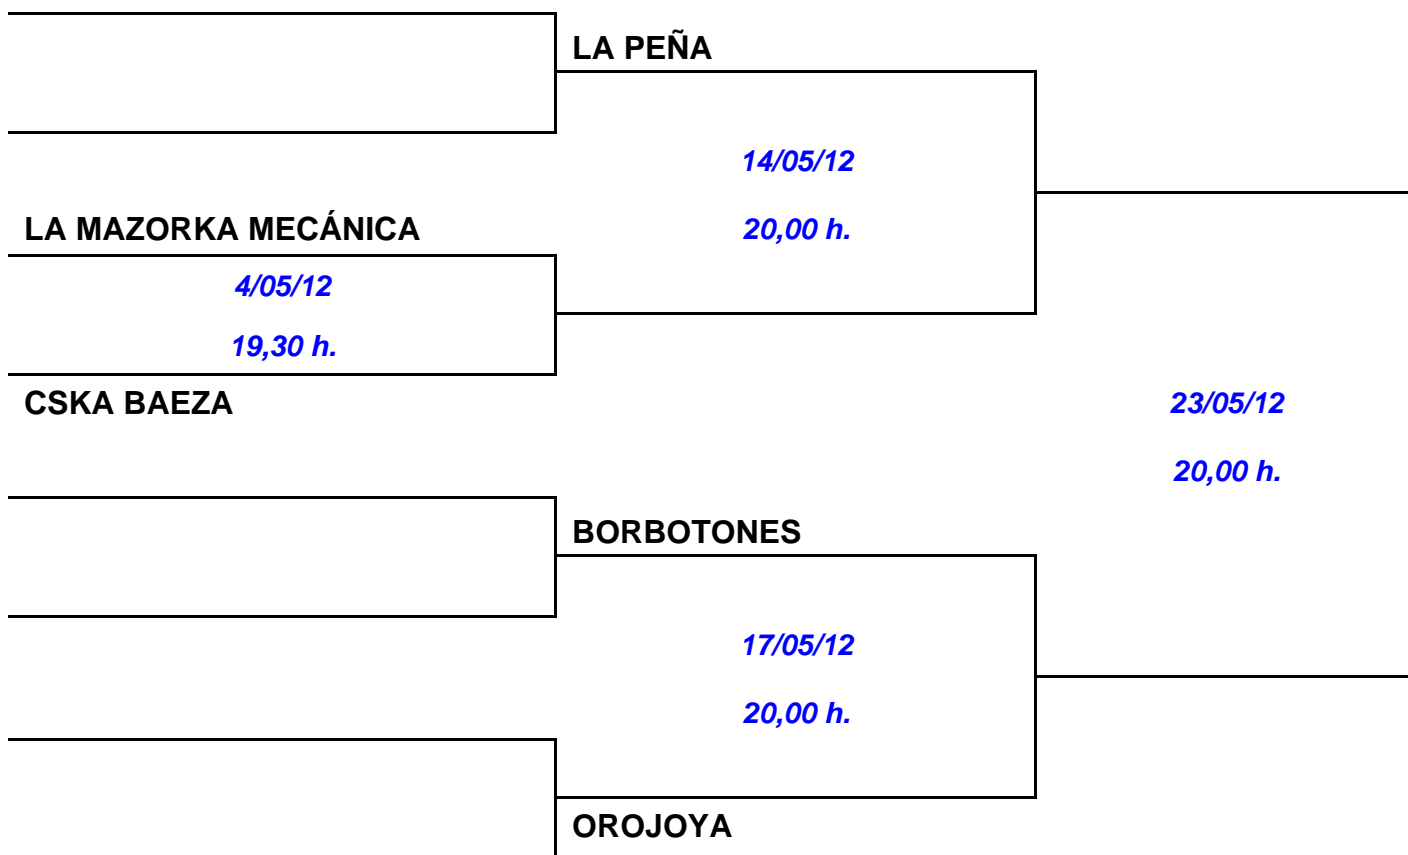 LA PEÑA
14/05/12
LA MAZORKA MECÁNICA
20,00 h.
4/05/12
19,30 h.
CSKA BAEZA
23/05/12
20,00 h.
BORBOTONES
17/05/12
20,00 h.
OROJOYA